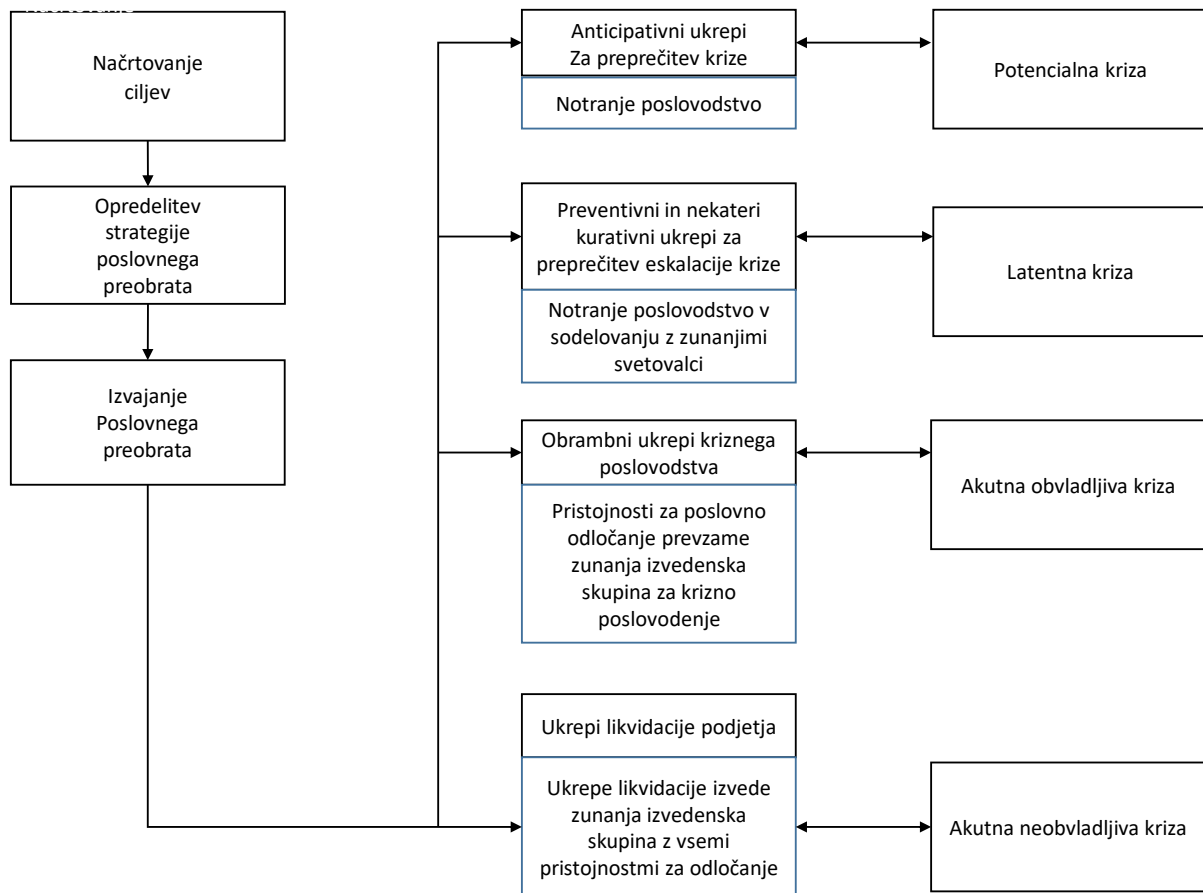 Načrtovanje
ciljev
Opredelitev
strategije
poslovnega
preobrata
Izvajanje
Poslovnega
preobrata
Anticipativni ukrepi
Za preprečitev krize
Notranje poslovodstvo
Potencialna kriza
Preventivni in nekateri
kurativni ukrepi za
preprečitev eskalacije krize
Notranje poslovodstvo v
sodelovanju z zunanjimi
svetovalci
Latentna kriza
Obrambni ukrepi kriznega
poslovodstva
Pristojnosti za poslovno
odločanje prevzame
zunanja izvedenska
skupina za krizno
poslovodenje
Akutna obvladljiva kriza
Ukrepi likvidacije podjetja
Ukrepe likvidacije izvede
zunanja izvedenska
skupina z vsemi
pristojnostmi za odločanje
Akutna neobvladljiva kriza